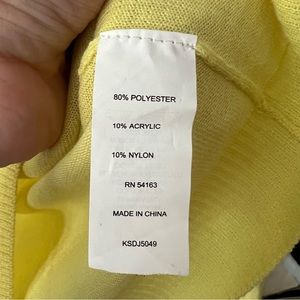 80% POLYESTER
10% ACRYLIC
10% NYLON
RN 54163
MADE IN CHINA
KSDJ5049